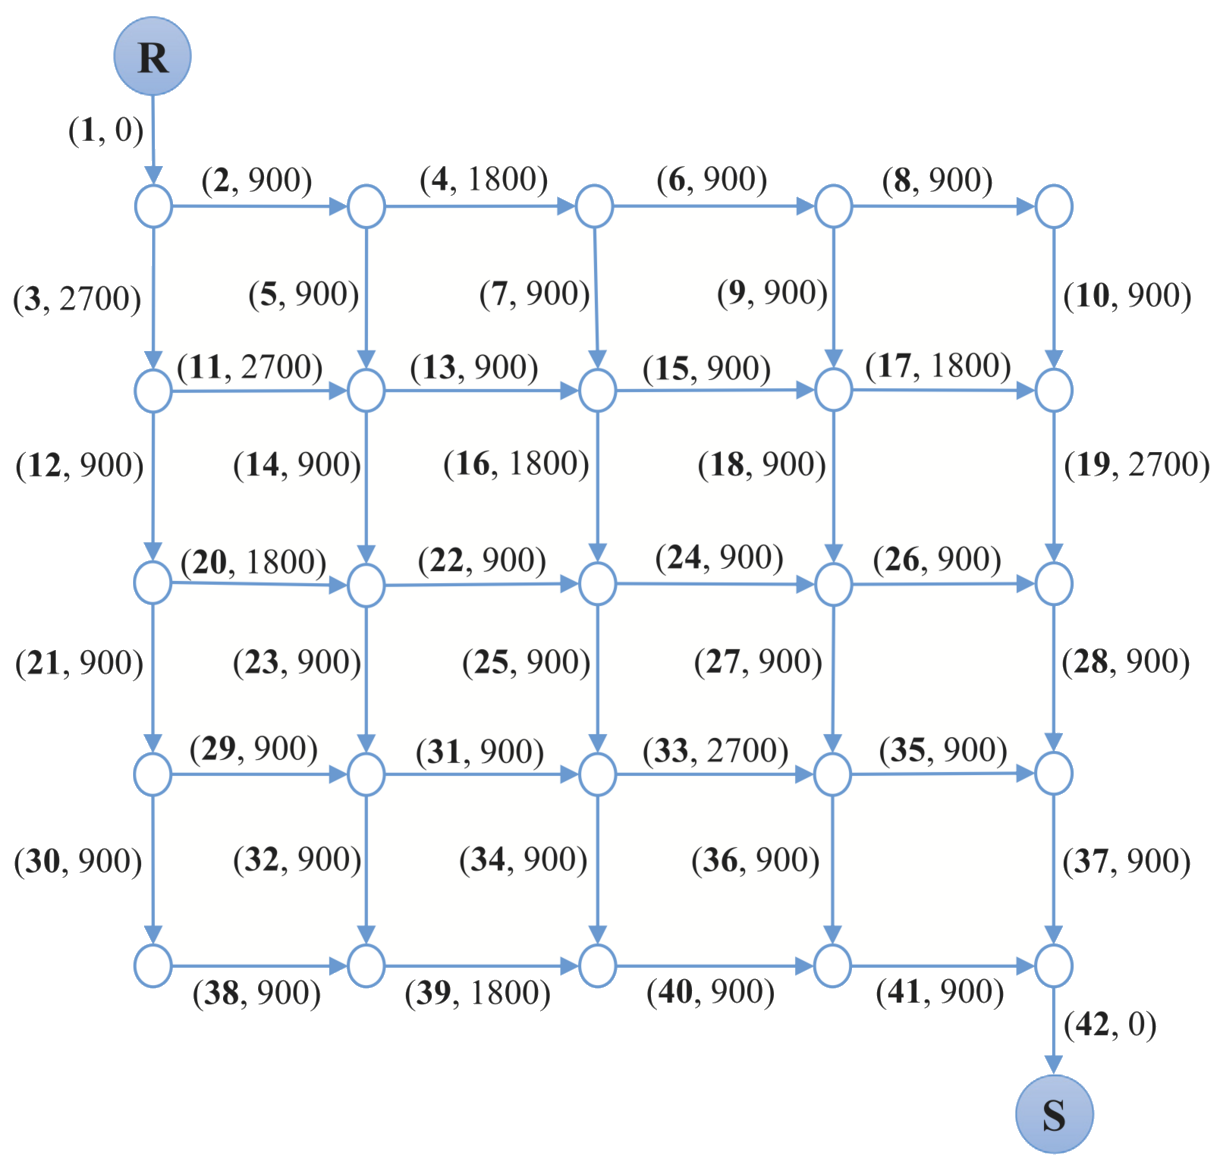 R
(1, 0)
(2, 900) (4, 1800) (6, 900) (8, 900)
(3, 2700) (5, 900) (7, 900) (9, 900) (10, 900)
(11, 2700) (13, 900) (15, 900) (17, 1800)
(12, 900) (14, 900) (16, 1800) (18, 900) (19, 2700)
(20, 1800) (22, 900) (24, 900) (26, 900)
(21, 900) (23, 900) (25, 900) (27, 900) (28, 900)
(29, 900) (31, 900) (33, 2700) (35, 900)
(30, 900) (32, 900) (34, 900) (36, 900) (37, 900)
(38, 900) (39, 1800) (40, 900) (41, 900)
(42, 0)
S